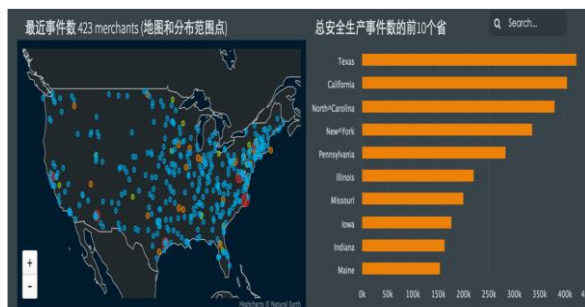 最近事件数 423 merchants (地图和分布范围点)
+
-
Highcharts © Natural Earth
总安全生产事件数的前10个省
Search...
Texas
California
North^Carolina
New^York
Pennsylvania
Illinois
Missouri
Iowa
Indiana
Maine
0k 50k 100k 150k 200k 250k 300k 350k 400k